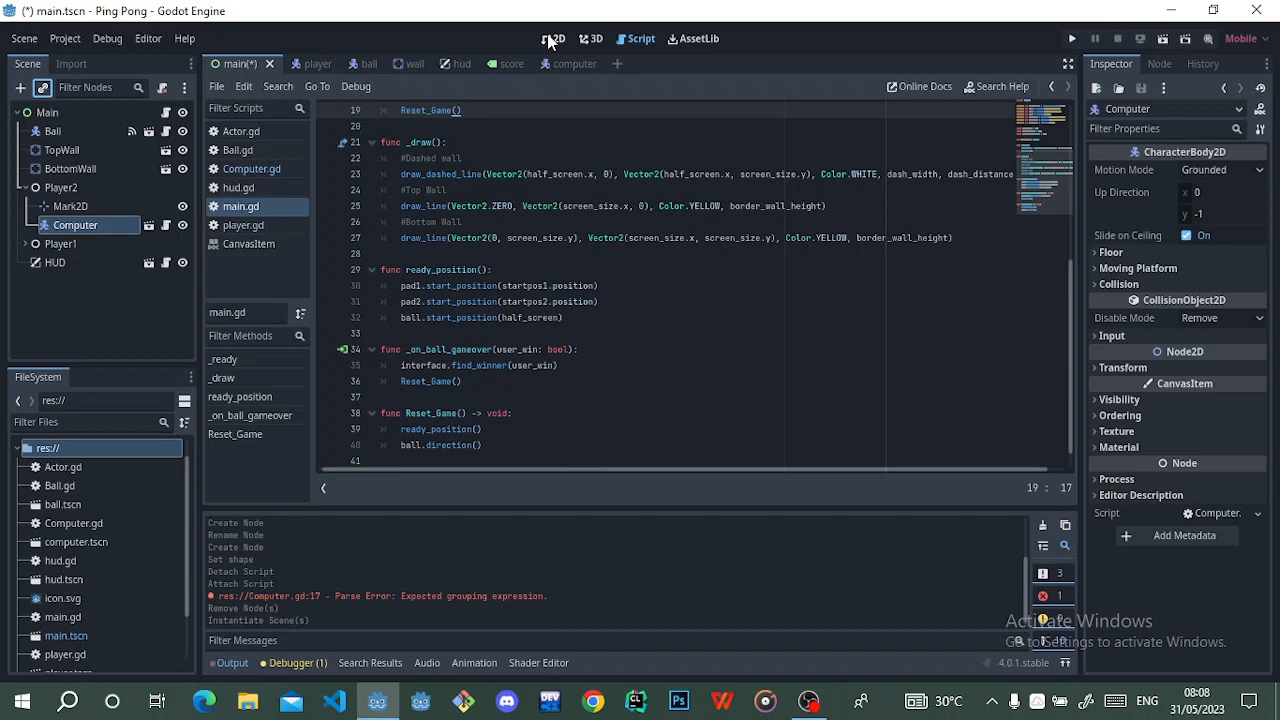 (*) main.tscn - Ping Pong - Godot Engine
Scene Project Debug Editor Help
2D 3D Script AssetLib
Mobile
Scene Import
main(*) player ball wall hud score computer
Inspector Node History
Filter Nodes
File Edit Search Go To Debug
Online Docs Search Help
Main
Ball
TopWall
BottomWall
Player2
Mark2D
Computer
Player1
HUD
Filter Scripts
Actor.gd
Ball.gd
Computer.gd
hud.gd
main.gd
player.gd
CanvasItem
main.gd
Filter Methods
_ready
_draw
ready_position
_on_ball_gameover
Reset_Game
19 Reset_Game()
20
21 func _draw():
22 #Dashed wall
23 draw_dashed_line(Vector2(half_screen.x, 0), Vector2(half_screen.x, screen_size.y), Color.WHITE, dash_width, dash_distance
24 #Top Wall
25 draw_line(Vector2.ZERO, Vector2(screen_size.x, 0), Color.YELLOW, border_wall_height)
26 #Bottom Wall
27 draw_line(Vector2(0, screen_size.y), Vector2(screen_size.x, screen_size.y), Color.YELLOW, border_wall_height)
28
29 func ready_position():
30 pad1.start_position(startpos1.position)
31 pad2.start_position(startpos2.position)
32 ball.start_position(half_screen)
33
34 func _on_ball_gameover(user_win: bool):
35 interface.find_winner(user_win)
36 Reset_Game()
37
38 func Reset_Game() -> void:
39 ready_position()
40 ball.direction()
41
19 : 17
FileSystem
res://
Filter Files
res://
Actor.gd
Ball.gd
ball.tscn
Computer.gd
computer.tscn
hud.gd
hud.tscn
icon.svg
main.gd
main.tscn
player.gd
Create Node
Rename Node
Create Node
Set shape
Detach Script
Attach Script
res://Computer.gd:17 - Parse Error: Expected grouping expression.
Remove Node(s)
Instantiate Scene(s)
3
1
Filter Messages
Output Debugger (1) Search Results Audio Animation Shader Editor
4.0.1.stable
Computer
Filter Properties
CharacterBody2D
Motion Mode Grounded
Up Direction x 0
y -1
Slide on Ceiling On
Floor
Moving Platform
Collision
CollisionObject2D
Disable Mode Remove
Input
Node2D
Transform
CanvasItem
Visibility
Ordering
Texture
Material
Node
Process
Editor Description
Script Computer.
Add Metadata
Activate Windows
Go to Settings to activate Windows.
30°C
ENG
08:08
31/05/2023